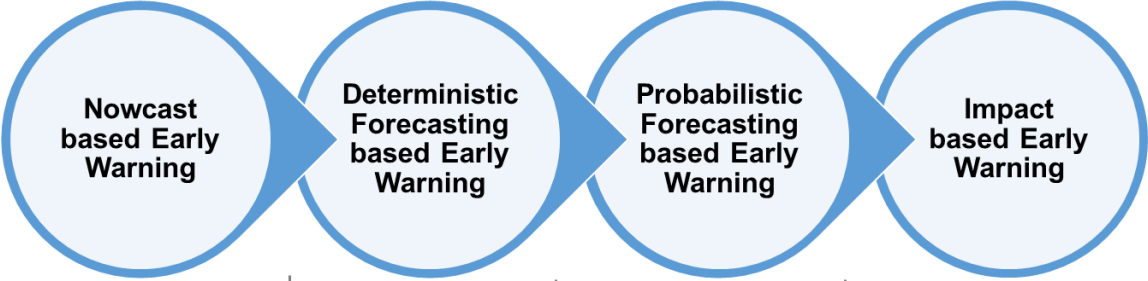 Nowcast
based Early
Warning
Deterministic
Forecasting
based Early
Warning
Probabilistic
Forecasting
based Early
Warning
Impact
based Early
Warning